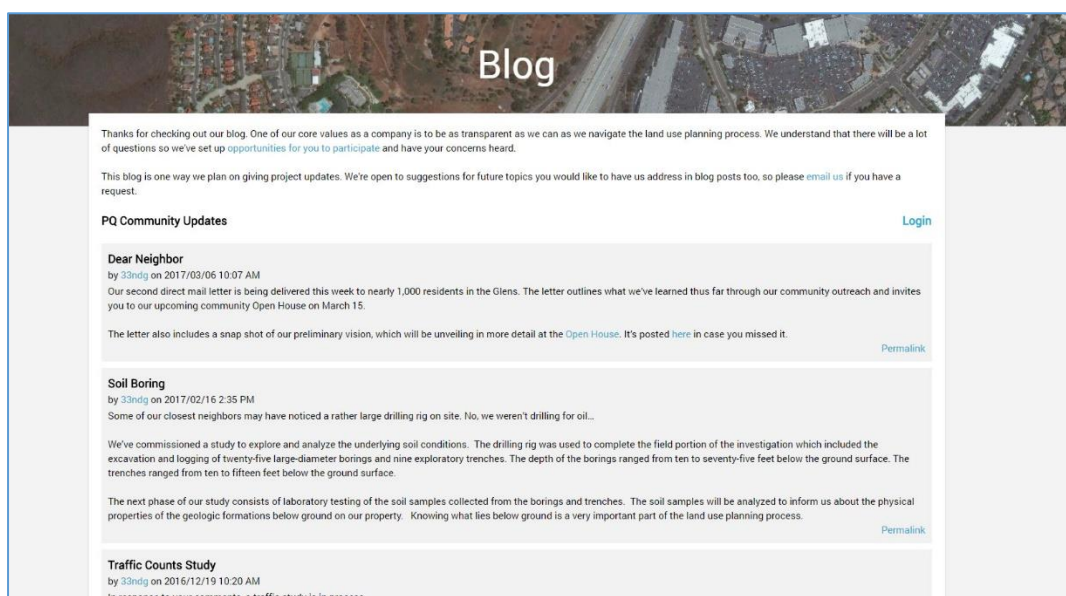 Blog
Thanks for checking out our blog. One of our core values as a company is to be as transparent as we can as we navigate the land use planning process. We understand that there will be a lot
of questions so we've set up opportunities for you to participate and have your concerns heard.
This blog is one way we plan on giving project updates. We're open to suggestions for future topics you would like to have us address in blog posts too, so please email us if you have a
request.
PQ Community Updates Login
Dear Neighbor
by 33ndg on 2017/03/06 10:07 AM
Our second direct mail letter is being delivered this week to nearly 1,000 residents in the Glens. The letter outlines what we've learned thus far through our community outreach and invites
you to our upcoming community Open House on March 15.
The letter also includes a snap shot of our preliminary vision, which will be unveiling in more detail at the Open House. It's posted here in case you missed it.
Permalink
Soil Boring
by 33ndg on 2017/02/16 2:35 PM
Some of our closest neighbors may have noticed a rather large drilling rig on site. No, we weren't drilling for oil...
We've commissioned a study to explore and analyze the underlying soil conditions. The drilling rig was used to complete the field portion of the investigation which included the
excavation and logging of twenty-five large-diameter borings and nine exploratory trenches. The depth of the borings ranged from ten to seventy-five feet below the ground surface. The
trenches ranged from ten to fifteen feet below the ground surface.
The next phase of our study consists of laboratory testing of the soil samples collected from the borings and trenches. The soil samples will be analyzed to inform us about the physical
properties of the geologic formations below ground on our property. Knowing what lies below ground is a very important part of the land use planning process.
Permalink
Traffic Counts Study
by 33ndg on 2016/12/19 10:20 AM
In response to your comments, a traffic study is in process